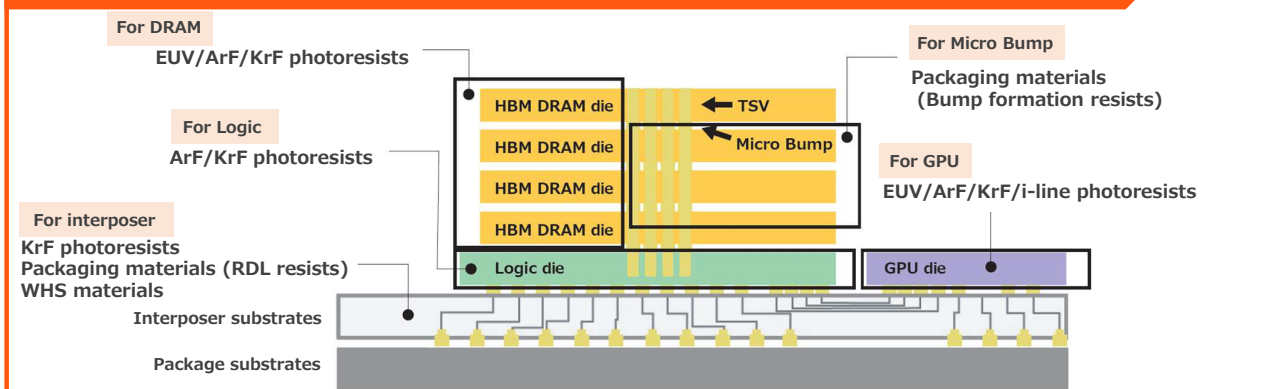 For DRAM
EUV/ArF/KrF photoresists
For Logic
ArF/KrF photoresists
For interposer
KrF photoresists
Packaging materials (RDL resists)
WHS materials
Interposer substrates
Package substrates
HBM DRAM die
HBM DRAM die
HBM DRAM die
HBM DRAM die
TSV
Micro Bump
Logic die
GPU die
For Micro Bump
Packaging materials
(Bump formation resists)
For GPU
EUV/ArF/KrF/i-line photoresists